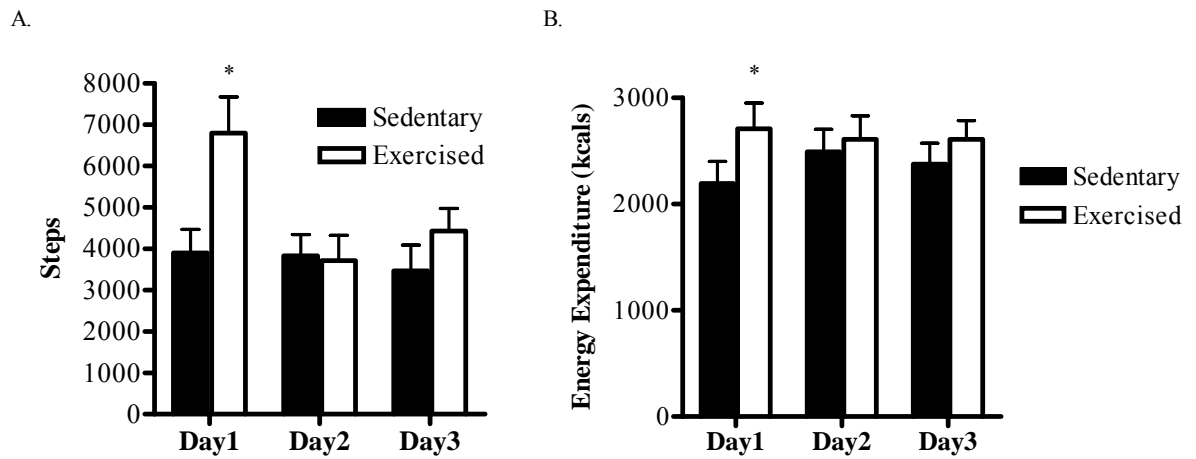 A.
B.
*
8000
7000
6000
5000
4000
3000
2000
1000
0
Steps
Sedentary
Exercised
Day1 Day2 Day3
*
3000
2000
1000
0
Energy Expenditure (kcals)
Sedentary
Exercised
Day1 Day2 Day3